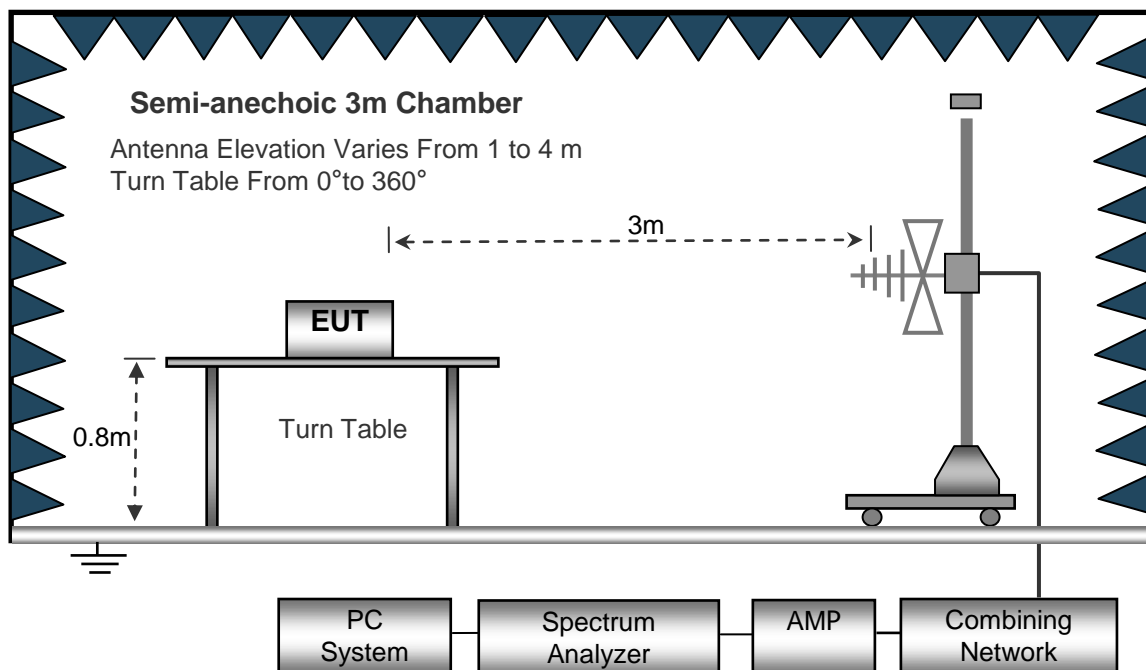 Semi-anechoic 3m Chamber
Antenna Elevation Varies From 1 to 4 m
Turn Table From 0°to 360°
3m
EUT
0.8m
Turn Table
PC
System
Spectrum
Analyzer
AMP
Combining
Network